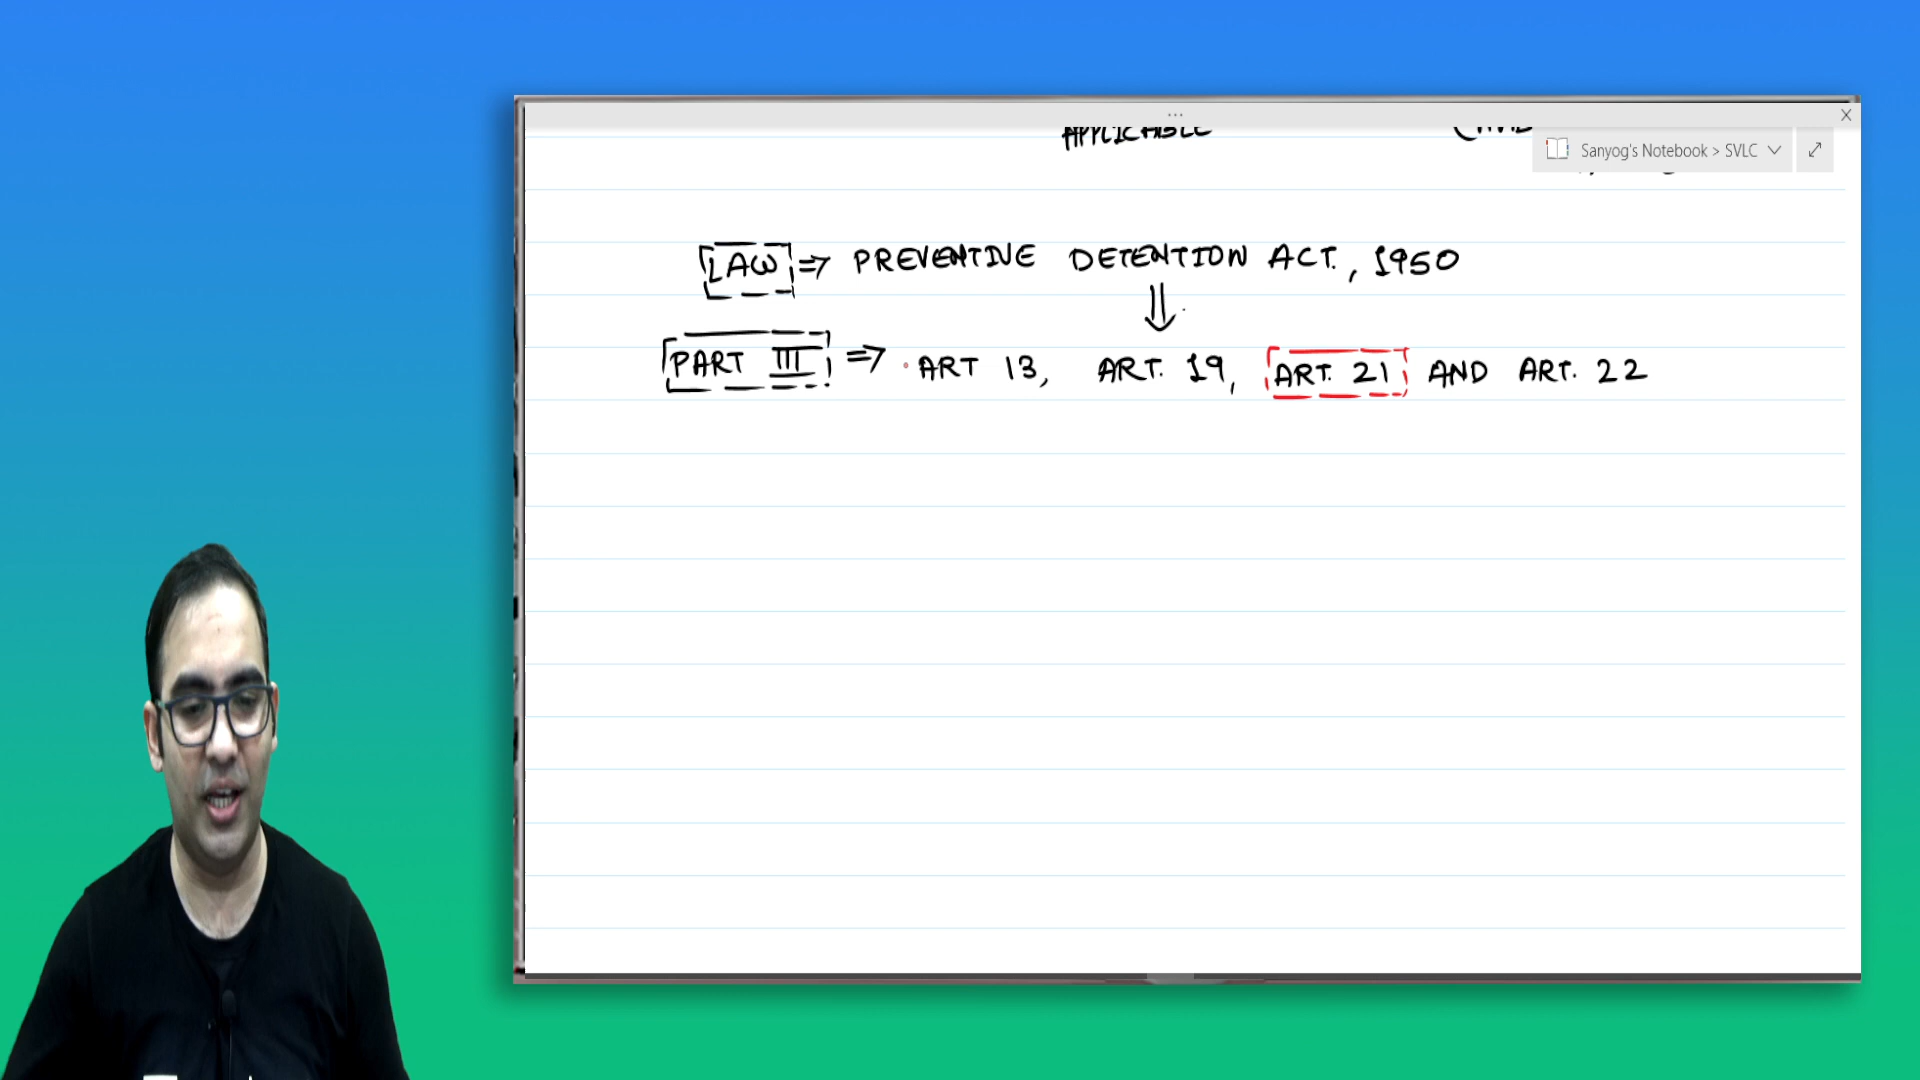 APPLICABLE
Sanyog's Notebook > SVLC
LAW => PREVENTIVE DETENTION ACT., 1950
PART III => ART 13, ART. 19, ART. 21 AND ART. 22